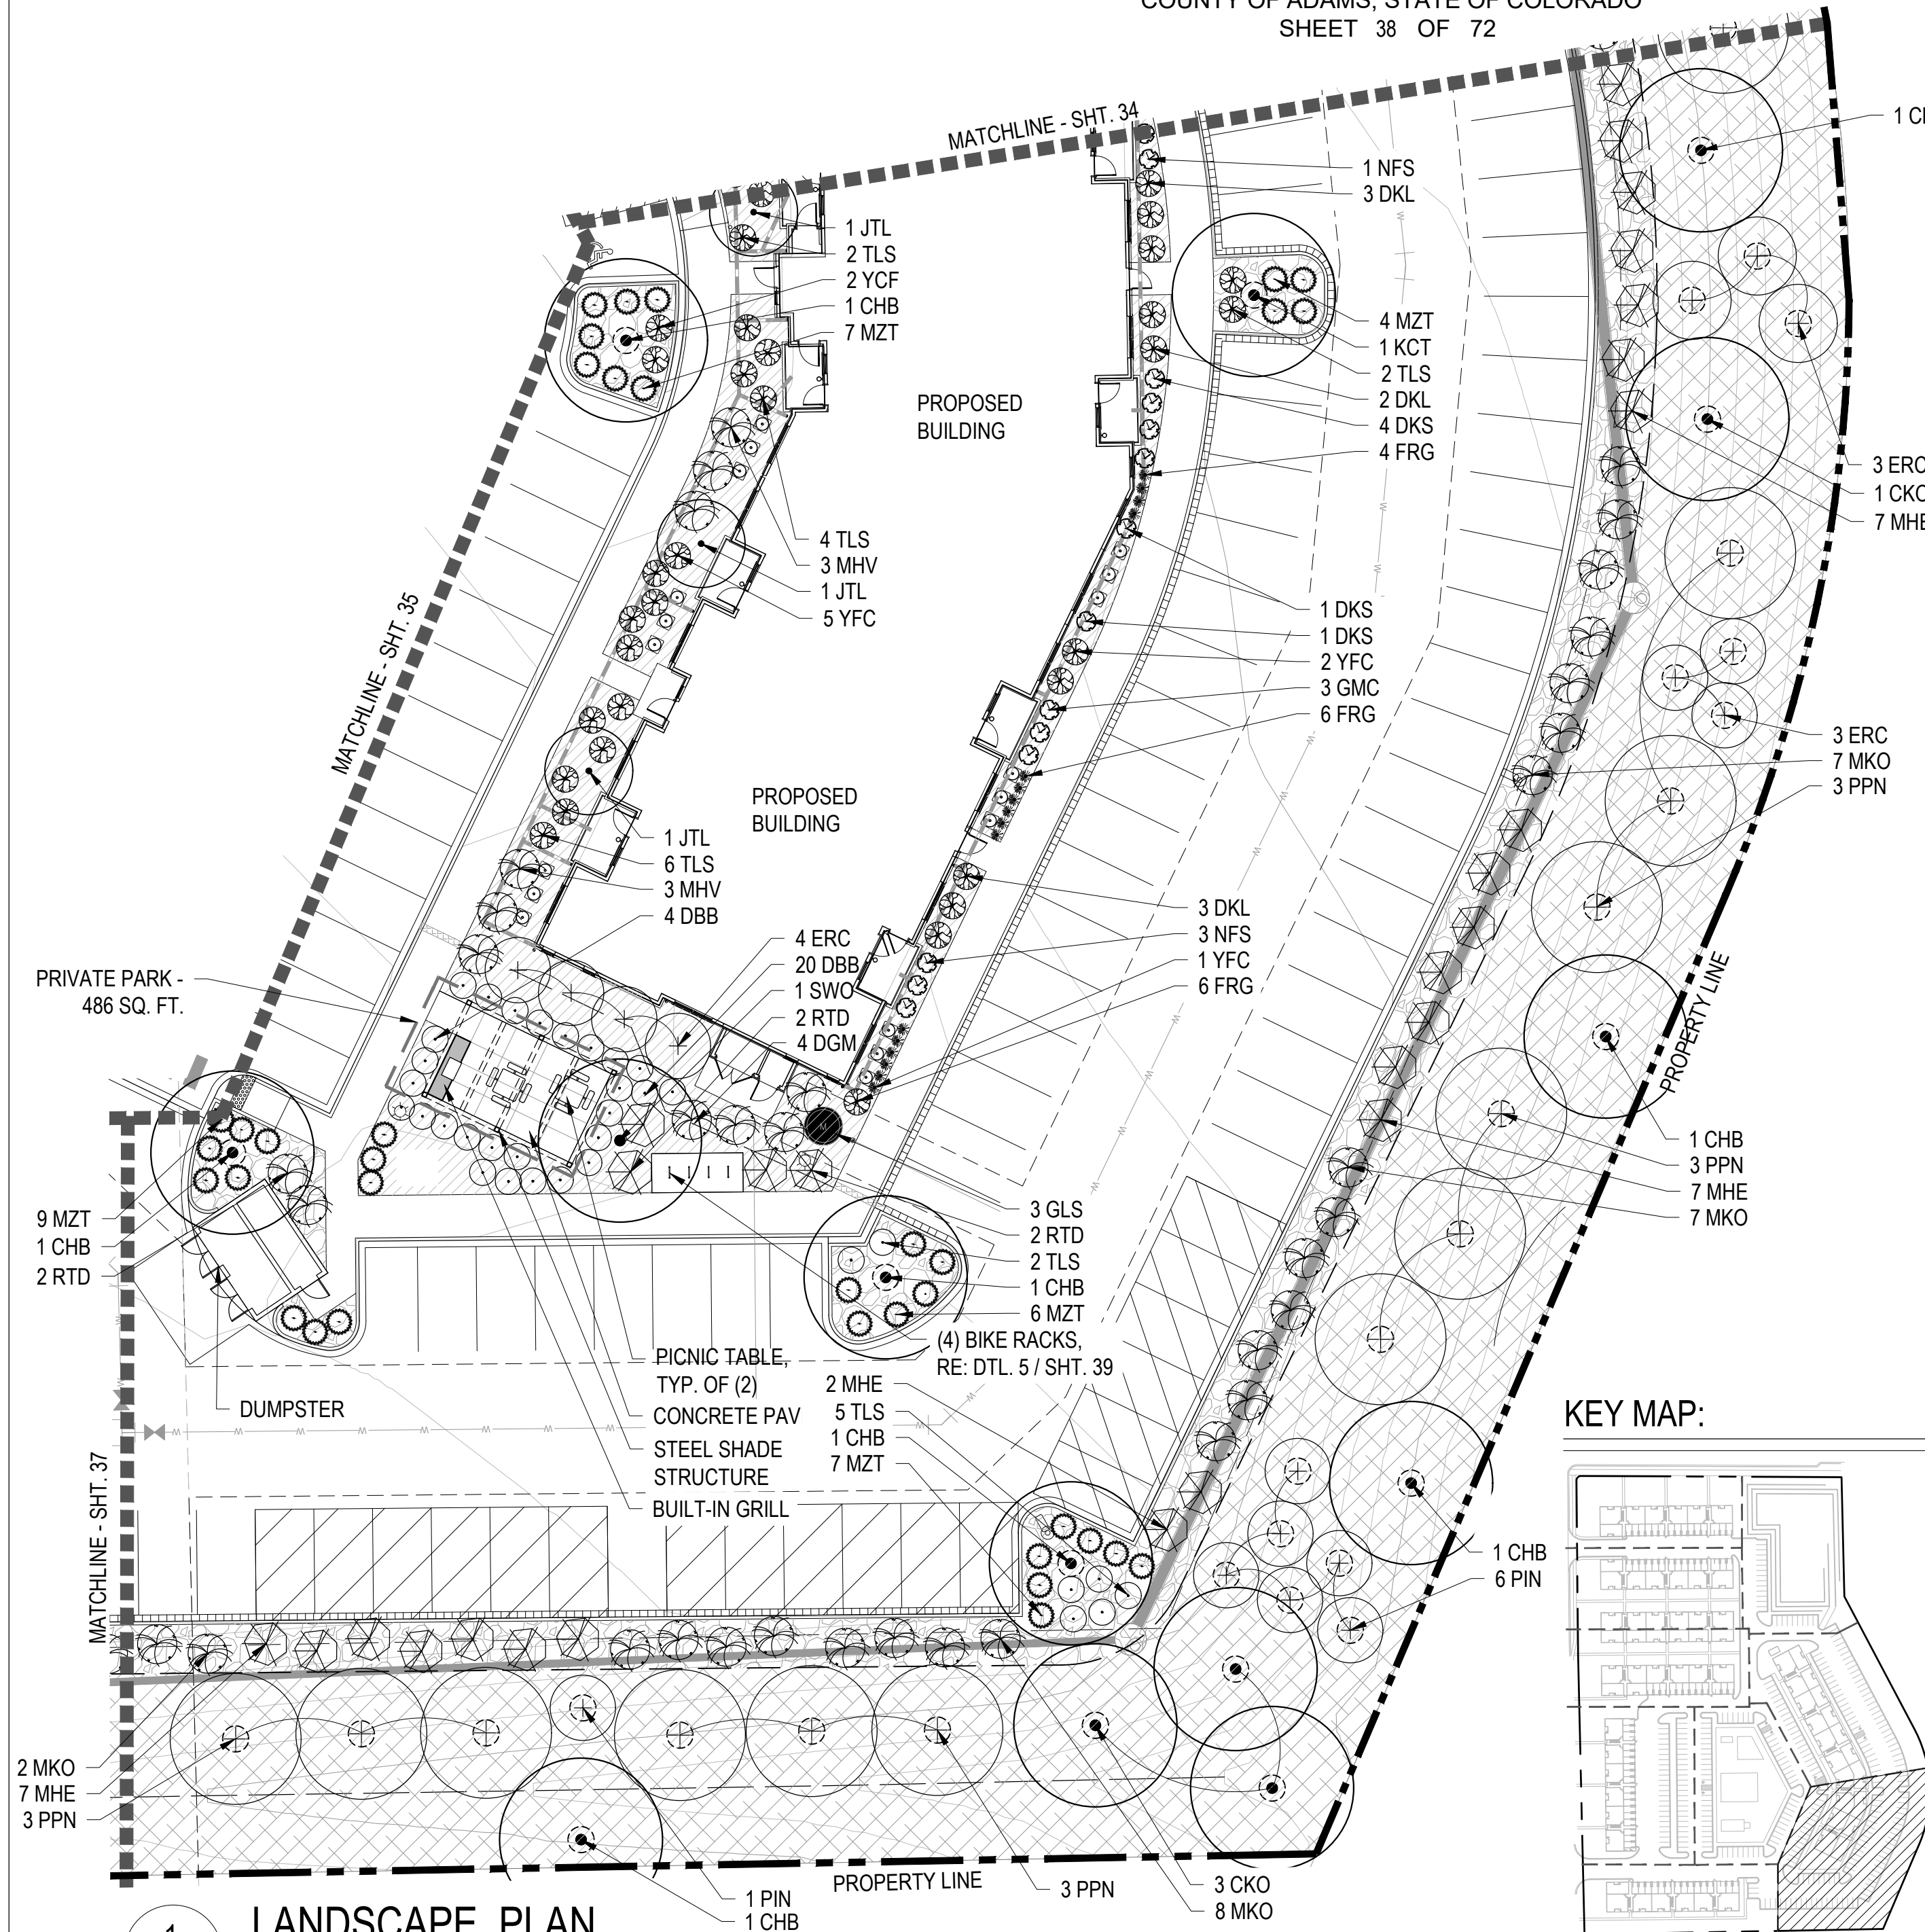 COUNTY OF ADAMS, STATE OF COLORADO
SHEET 38 OF 72
MATCHLINE - SHT. 34
1 NFS
3 DKL
1 JTL
2 TLS
2 YCF
1 CHB
7 MZT
4 MZT
1 KCT
2 TLS
2 DKL
4 DKS
4 FRG
PROPOSED
BUILDING
3 ERC
1 CKO
7 MHE
4 TLS
3 MHV
1 JTL
5 YFC
MATCHLINE - SHT. 35
1 DKS
1 DKS
2 YFC
3 GMC
6 FRG
3 ERC
7 MKO
3 PPN
PROPOSED
BUILDING
1 JTL
6 TLS
3 MHV
4 DBB
3 DKL
3 NFS
1 YFC
6 FRG
4 ERC
20 DBB
1 SWO
2 RTD
4 DGM
PRIVATE PARK -
486 SQ. FT.
PROPERTY LINE
1 CHB
3 PPN
7 MHE
7 MKO
9 MZT
1 CHB
2 RTD
3 GLS
2 RTD
2 TLS
1 CHB
6 MZT
(4) BIKE RACKS,
RE: DTL. 5 / SHT. 39
PICNIC TABLE,
TYP. OF (2)
CONCRETE PAV
STEEL SHADE
STRUCTURE
BUILT-IN GRILL
DUMPSTER
2 MHE
5 TLS
1 CHB
7 MZT
KEY MAP:
MATCHLINE - SHT. 37
1 CHB
6 PIN
2 MKO
7 MHE
3 PPN
1 PIN
1 CHB
PROPERTY LINE
3 PPN
3 CKO
8 MKO
1
LANDSCAPE PLAN